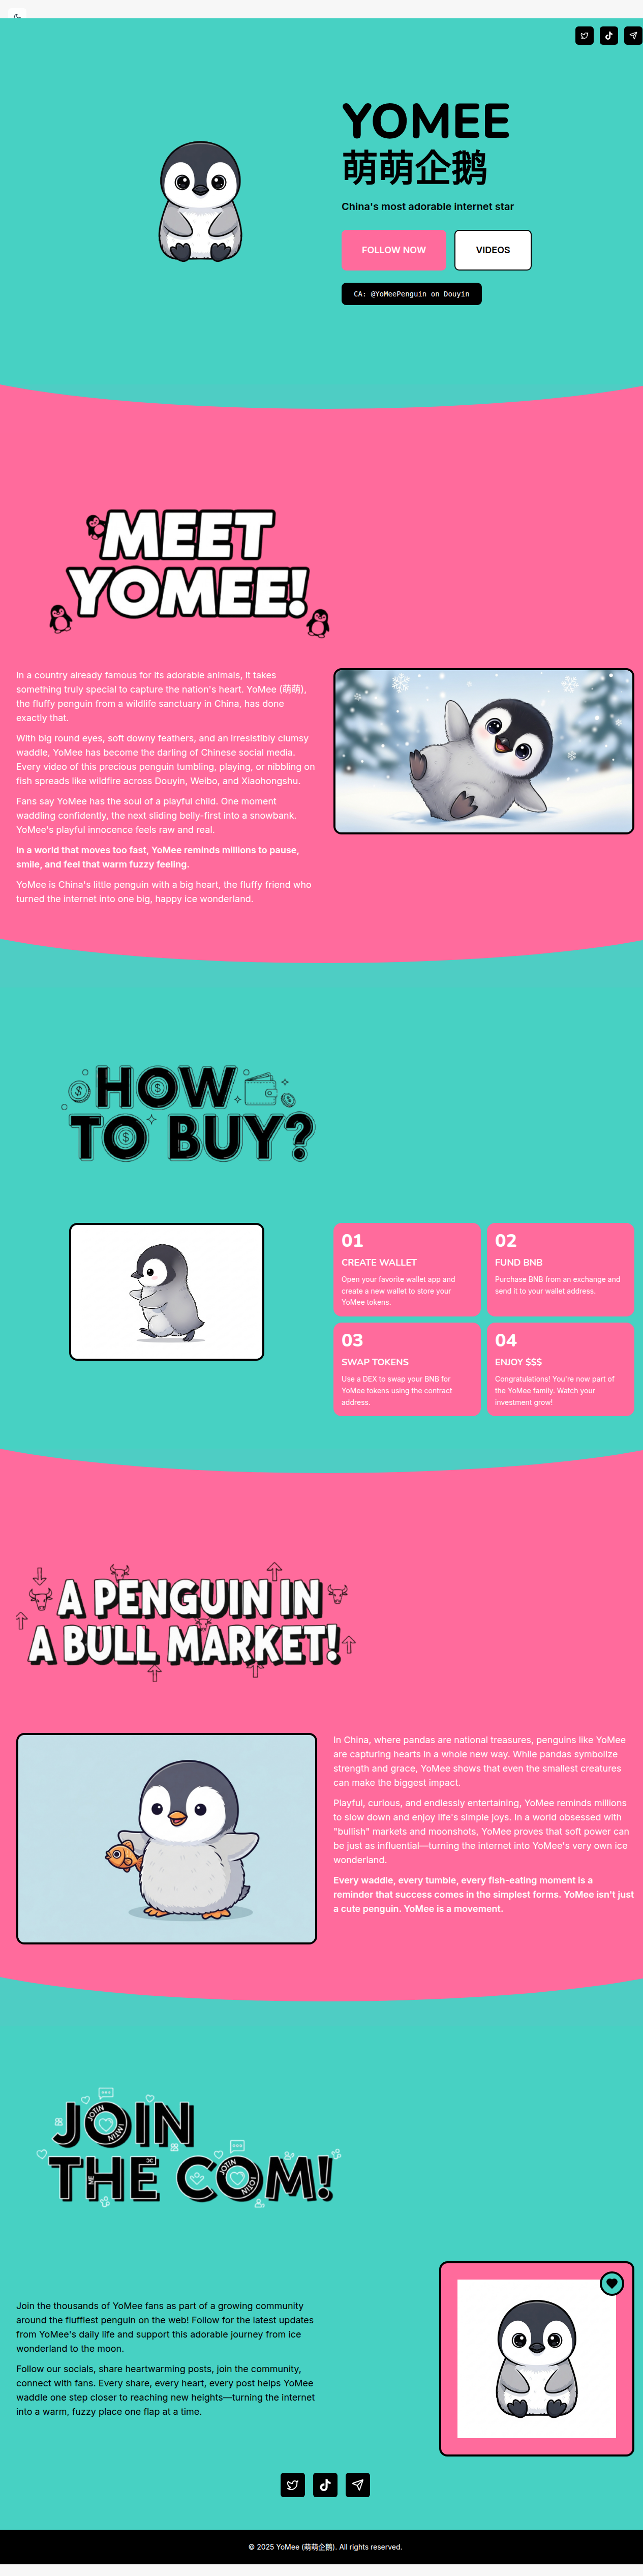 YOMEE
萌萌企鹅
China's most adorable internet star
FOLLOW NOW
VIDEOS
CA: @YoMeePenguin on Douyin
MEET
YOMEE!
In a country already famous for its adorable animals, it takes
something truly special to capture the nation's heart. YoMee (萌萌),
the fluffy penguin from a wildlife sanctuary in China, has done
exactly that.
With big round eyes, soft downy feathers, and an irresistibly clumsy
waddle, YoMee has become the darling of Chinese social media.
Every video of this precious penguin tumbling, playing, or nibbling on
fish spreads like wildfire across Douyin, Weibo, and Xiaohongshu.
Fans say YoMee has the soul of a playful child. One moment
waddling confidently, the next sliding belly-first into a snowbank.
YoMee's playful innocence feels raw and real.
In a world that moves too fast, YoMee reminds millions to pause,
smile, and feel that warm fuzzy feeling.
YoMee is China's little penguin with a big heart, the fluffy friend who
turned the internet into one big, happy ice wonderland.
HOW
TO BUY?
01
CREATE WALLET
Open your favorite wallet app and
create a new wallet to store your
YoMee tokens.
02
FUND BNB
Purchase BNB from an exchange and
send it to your wallet address.
03
SWAP TOKENS
Use a DEX to swap your BNB for
YoMee tokens using the contract
address.
04
ENJOY $$$
Congratulations! You're now part of
the YoMee family. Watch your
investment grow!
A PENGUIN IN
A BULL MARKET!
In China, where pandas are national treasures, penguins like YoMee
are capturing hearts in a whole new way. While pandas symbolize
strength and grace, YoMee shows that even the smallest creatures
can make the biggest impact.
Playful, curious, and endlessly entertaining, YoMee reminds millions
to slow down and enjoy life's simple joys. In a world obsessed with
"bullish" markets and moonshots, YoMee proves that soft power can
be just as influential—turning the internet into YoMee's very own ice
wonderland.
Every waddle, every tumble, every fish-eating moment is a
reminder that success comes in the simplest forms. YoMee isn't just
a cute penguin. YoMee is a movement.
JOIN
THE COM!
Join the thousands of YoMee fans as part of a growing community
around the fluffiest penguin on the web! Follow for the latest updates
from YoMee's daily life and support this adorable journey from ice
wonderland to the moon.
Follow our socials, share heartwarming posts, join the community,
connect with fans. Every share, every heart, every post helps YoMee
waddle one step closer to reaching new heights—turning the internet
into a warm, fuzzy place one flap at a time.
© 2025 YoMee (萌萌企鹅). All rights reserved.